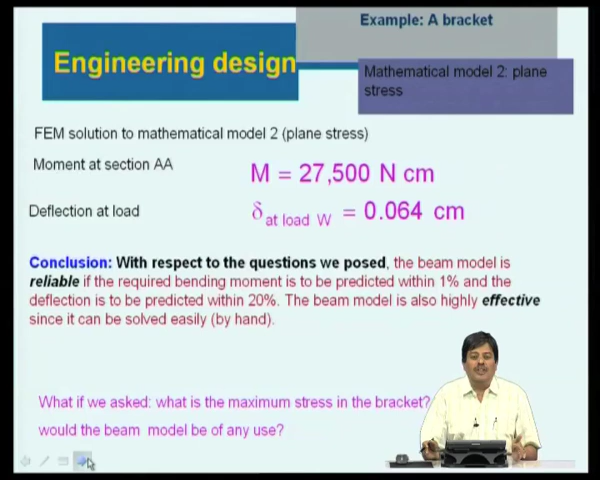 Example: A bracket
Engineering design
Mathematical model 2: plane
stress
FEM solution to mathematical model 2 (plane stress)
Moment at section AA
M = 27,500 N cm
Deflection at load
δ at load W = 0.064 cm
Conclusion: With respect to the questions we posed, the beam model is
reliable if the required bending moment is to be predicted within 1% and the
deflection is to be predicted within 20%. The beam model is also highly effective
since it can be solved easily (by hand).
What if we asked: what is the maximum stress in the bracket?
would the beam model be of any use?